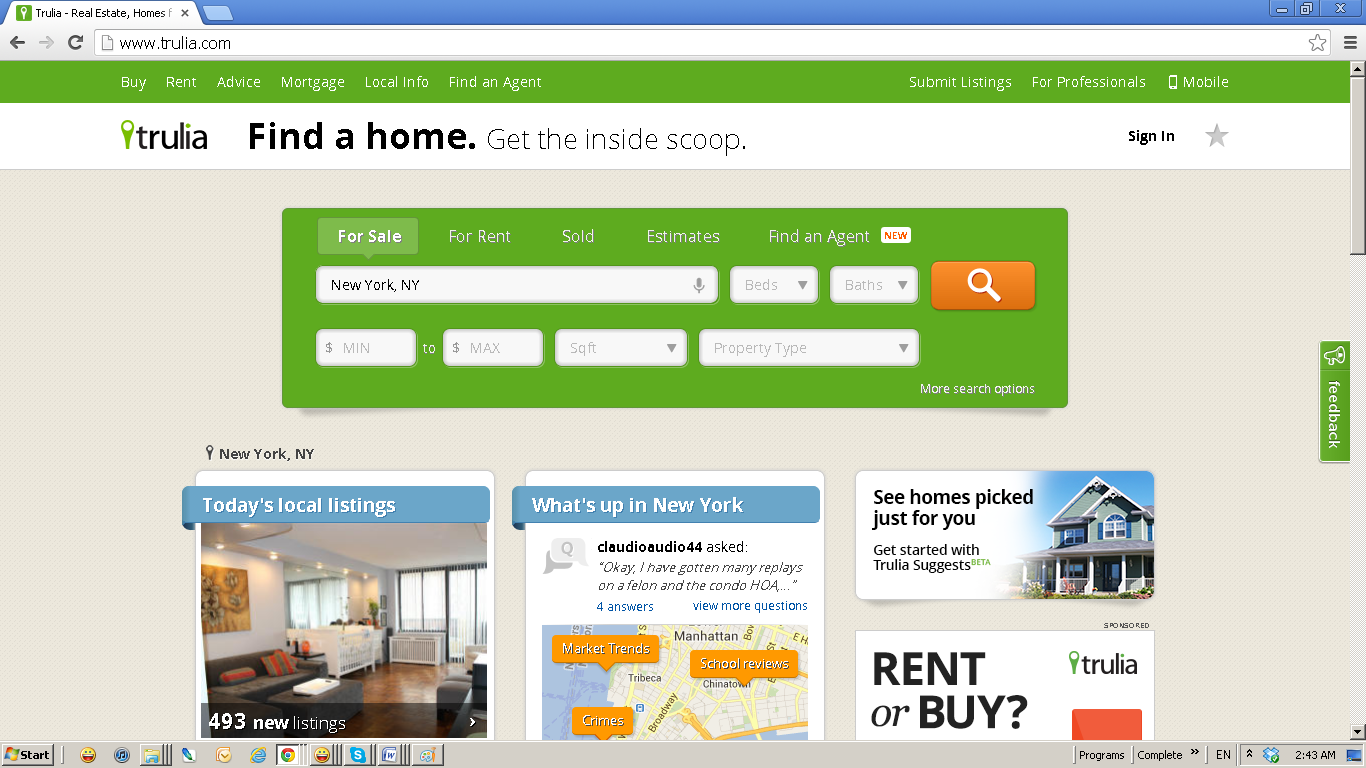 Trulia - Real Estate, Homes f
www.trulia.com
Buy Rent Advice Mortgage Local Info Find an Agent Submit Listings For Professionals Mobile
trulia Find a home. Get the inside scoop. Sign In
For Sale For Rent Sold Estimates Find an Agent NEW
New York, NY Beds Baths
$ MIN to $ MAX Sqft Property Type
More search options
feedback
New York, NY
Today's local listings
493 new listings ›
What's up in New York
Q
claudioaudio44 asked:
"Okay, I have gotten many replays
on a felon and the condo HOA,..."
4 answers view more questions
Manhattan
E H
Market Trends
School reviews
Tribeca
Chinatown
Broadway
Crimes
See homes picked
just for you
Get started with
Trulia Suggests BETA
SPONSORED
RENT
or BUY?
trulia
Start Programs Complete » EN 2:43 AM